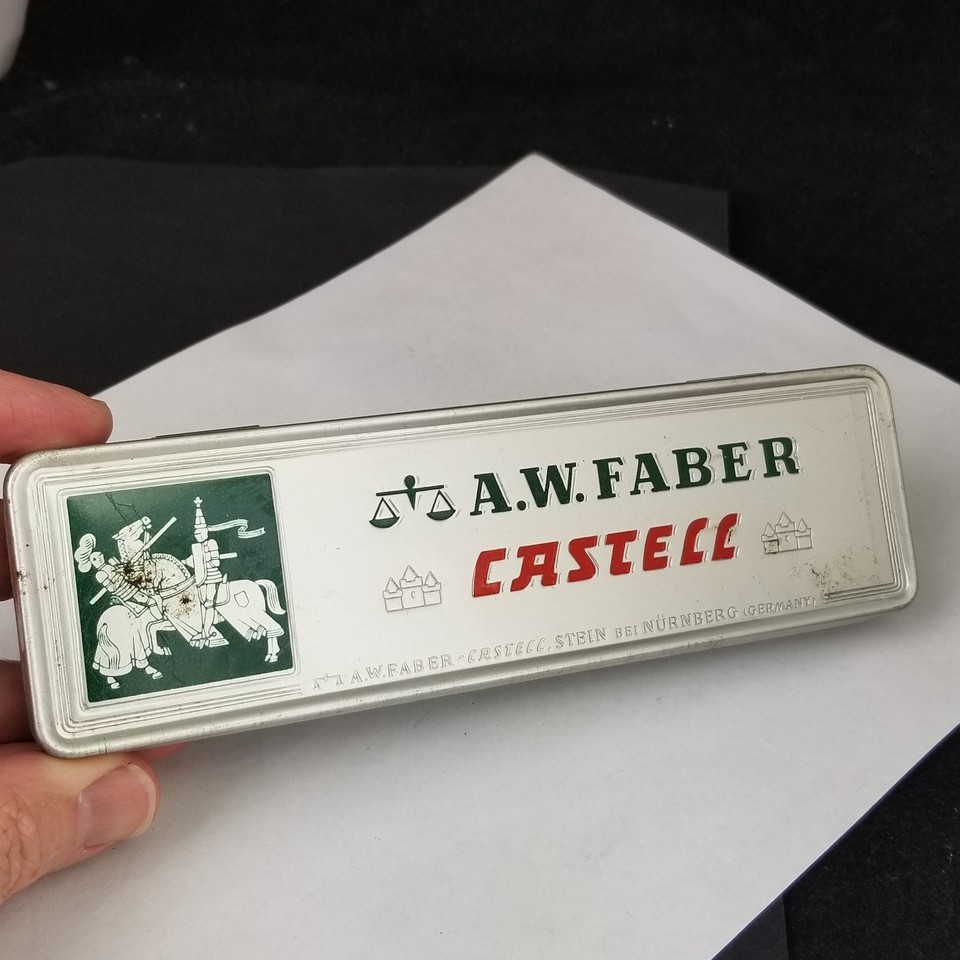 A.W.FABER
CASTELL
A.W.FABER-CASTELL, STEIN BEI NÜRNBERG (GERMANY)